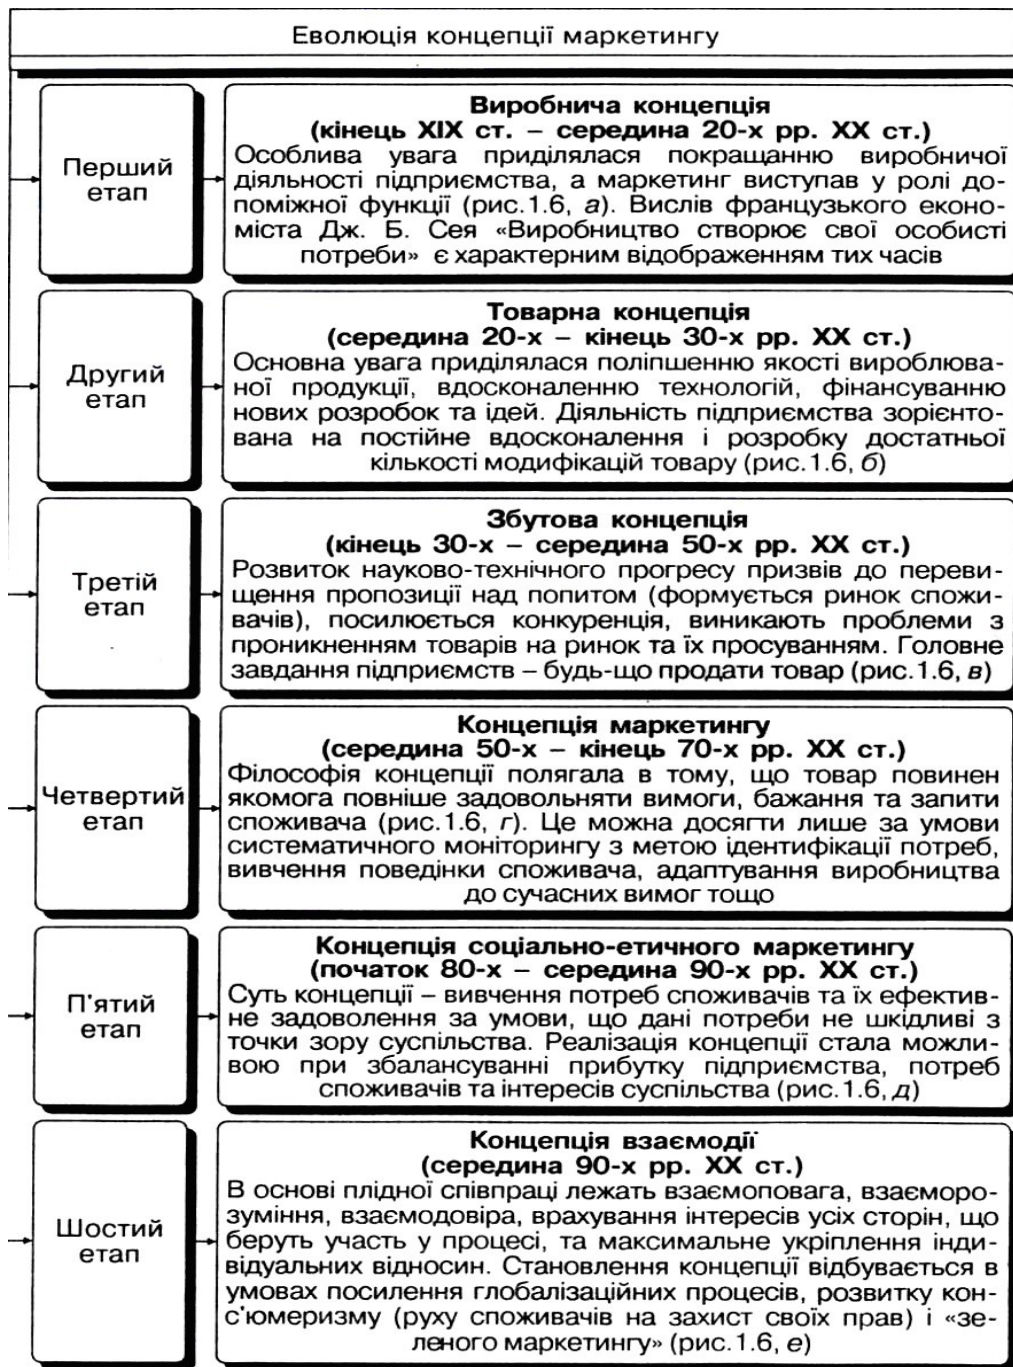 Еволюція концепції маркетингу
Перший
етап
Виробнича концепція
(кінець XIX ст. – середина 20-х рр. XX ст.)
Особлива увага приділялася покращанню виробничої
діяльності підприємства, а маркетинг виступав у ролі до-
поміжної функції (рис.1.6, а). Вислів французького еконо-
міста Дж. Б. Сея «Виробництво створює свої особисті
потреби» є характерним відображенням тих часів
Другий
етап
Товарна концепція
(середина 20-х – кінець 30-х рр. XX ст.)
Основна увага приділялася поліпшенню якості вироблюва-
ної продукції, вдосконаленню технологій, фінансуванню
нових розробок та ідей. Діяльність підприємства зорієнто-
вана на постійне вдосконалення і розробку достатньої
кількості модифікацій товару (рис.1.6, б)
Третій
етап
Збутова концепція
(кінець 30-х – середина 50-х рр. XX ст.)
Розвиток науково-технічного прогресу призвів до переви-
щення пропозиції над попитом (формується ринок спожи-
вачів), посилюється конкуренція, виникають проблеми з
проникненням товарів на ринок та їх просуванням. Головне
завдання підприємств – будь-що продати товар (рис.1.6, в)
Четвертий
етап
Концепція маркетингу
(середина 50-х – кінець 70-х рр. XX ст.)
Філософія концепції полягала в тому, що товар повинен
якомога повніше задовольняти вимоги, бажання та запити
споживача (рис.1.6, г). Це можна досягти лише за умови
систематичного моніторингу з метою ідентифікації потреб,
вивчення поведінки споживача, адаптування виробництва
до сучасних вимог тощо
П'ятий
етап
Концепція соціально-етичного маркетингу
(початок 80-х – середина 90-х рр. XX ст.)
Суть концепції – вивчення потреб споживачів та їх ефектив-
не задоволення за умови, що дані потреби не шкідливі з
точки зору суспільства. Реалізація концепції стала можли-
вою при збалансуванні прибутку підприємства, потреб
споживачів та інтересів суспільства (рис.1.6, д)
Шостий
етап
Концепція взаємодії
(середина 90-х рр. XX ст.)
В основі плідної співпраці лежать взаємоповага, взаєморо-
зуміння, взаємодовіра, врахування інтересів усіх сторін, що
беруть участь у процесі, та максимальне укріплення інди-
відуальних відносин. Становлення концепції відбувається в
умовах посилення глобалізаційних процесів, розвитку кон-
с'юмеризму (руху споживачів на захист своїх прав) і «зе-
леного маркетингу» (рис.1.6, е)